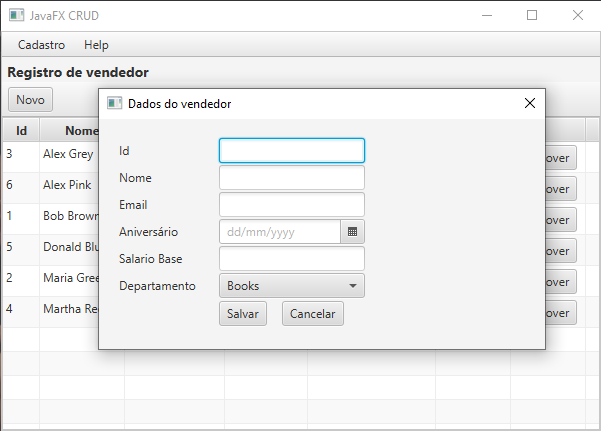 JavaFX CRUD
Cadastro Help
Registro de vendedor
Novo
Dados do vendedor
Id Nome
3 Alex Grey over
6 Alex Pink over
1 Bob Brown over
5 Donald Blu over
2 Maria Gree over
4 Martha Re over
Id
Nome
Email
Aniversário dd/mm/yyyy
Salario Base
Departamento Books
Salvar Cancelar